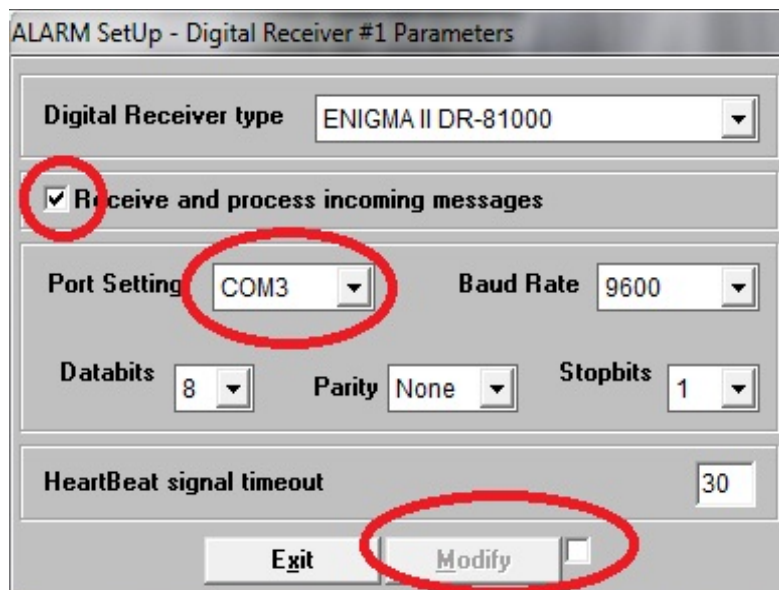 ALARM SetUp - Digital Receiver #1 Parameters
Digital Receiver type ENIGMA II DR-81000
Receive and process incoming messages
Port Setting COM3 Baud Rate 9600
Databits 8 Parity None Stopbits 1
HeartBeat signal timeout 30
Exit Modify